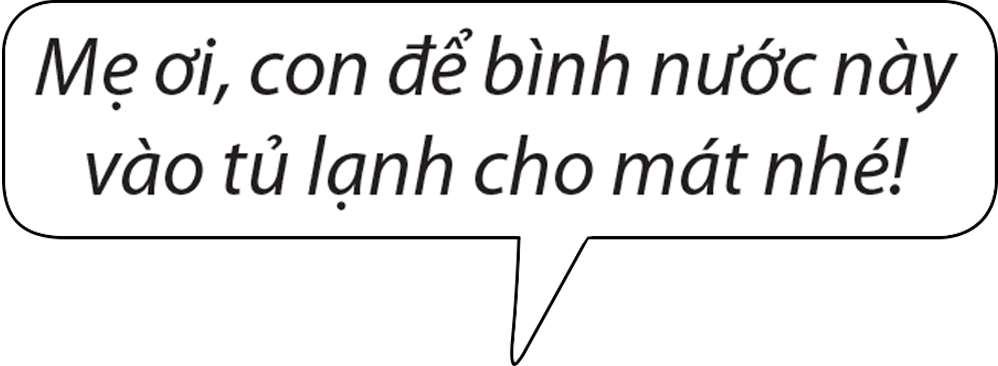 Mẹ ơi, con để bình nước này
vào tủ lạnh cho mát nhé!